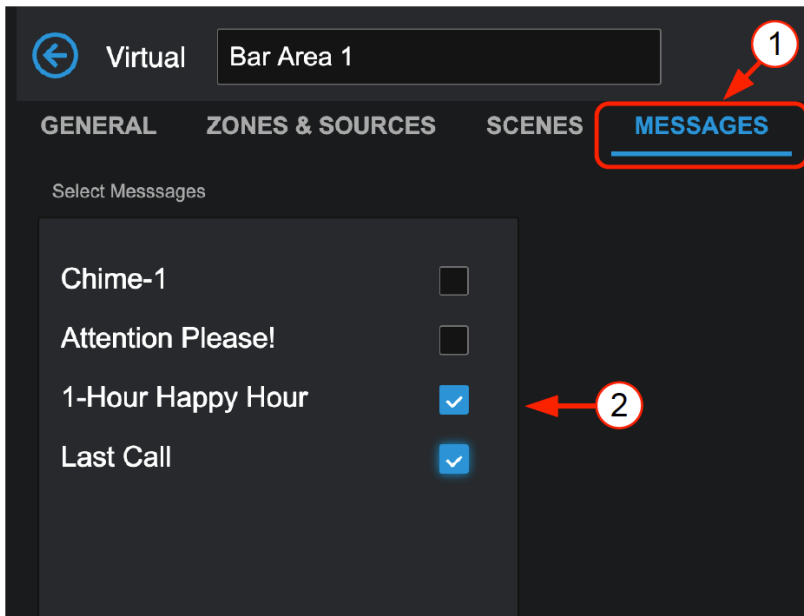 1
Virtual Bar Area 1
GENERAL ZONES & SOURCES SCENES MESSAGES
Select Messsages
Chime-1
Attention Please!
1-Hour Happy Hour
2
Last Call